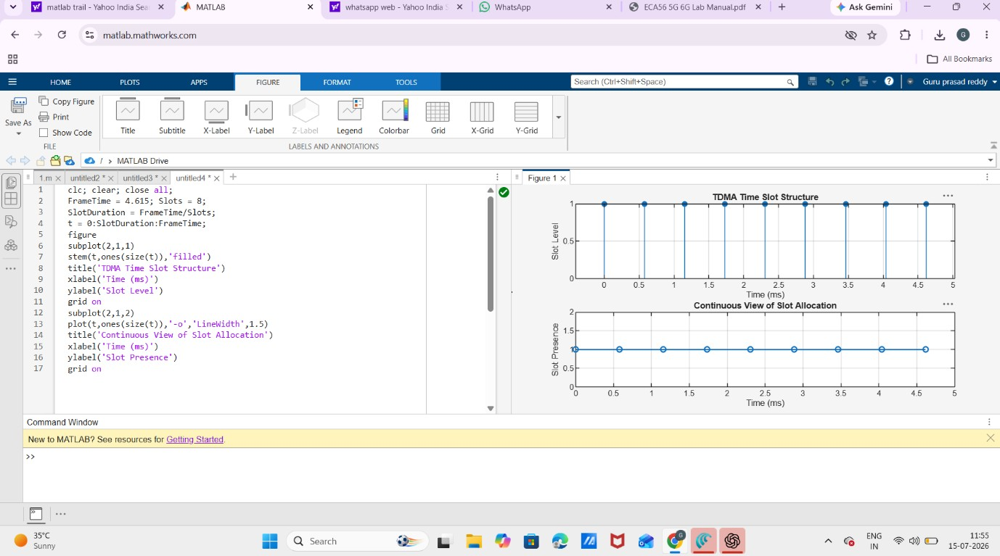 matlab trail - Yahoo India Sea
MATLAB
whatsapp web - Yahoo India S
WhatsApp
ECA56 5G 6G Lab Manual.pdf
Ask Gemini
matlab.mathworks.com
G
All Bookmarks
HOME
PLOTS
APPS
FIGURE
FORMAT
TOOLS
Search (Ctrl+Shift+Space)
Guru prasad reddy
Save As
Copy Figure
Print
Show Code
FILE
Title
Subtitle
X-Label
Y-Label
Z-Label
Legend
Colorbar
Grid
X-Grid
Y-Grid
LABELS AND ANNOTATIONS
/ › MATLAB Drive
1.m
untitled2 *
untitled3 *
untitled4 *
1 clc; clear; close all;
2 FrameTime = 4.615; Slots = 8;
3 SlotDuration = FrameTime/Slots;
4 t = 0:SlotDuration:FrameTime;
5 figure
6 subplot(2,1,1)
7 stem(t,ones(size(t)),'filled')
8 title('TDMA Time Slot Structure')
9 xlabel('Time (ms)')
10 ylabel('Slot Level')
11 grid on
12 subplot(2,1,2)
13 plot(t,ones(size(t)),'-o','LineWidth',1.5)
14 title('Continuous View of Slot Allocation')
15 xlabel('Time (ms)')
16 ylabel('Slot Presence')
17 grid on
Figure 1
TDMA Time Slot Structure
1
0.5
0
Slot Level
0 0.5 1 1.5 2 2.5 3 3.5 4 4.5 5
Time (ms)
Continuous View of Slot Allocation
2
1.5
1
0.5
0
Slot Presence
0 0.5 1 1.5 2 2.5 3 3.5 4 4.5 5
Time (ms)
Command Window
New to MATLAB? See resources for Getting Started.
>>
35°C
Sunny
Search
ENG
IN
11:55
15-07-2026